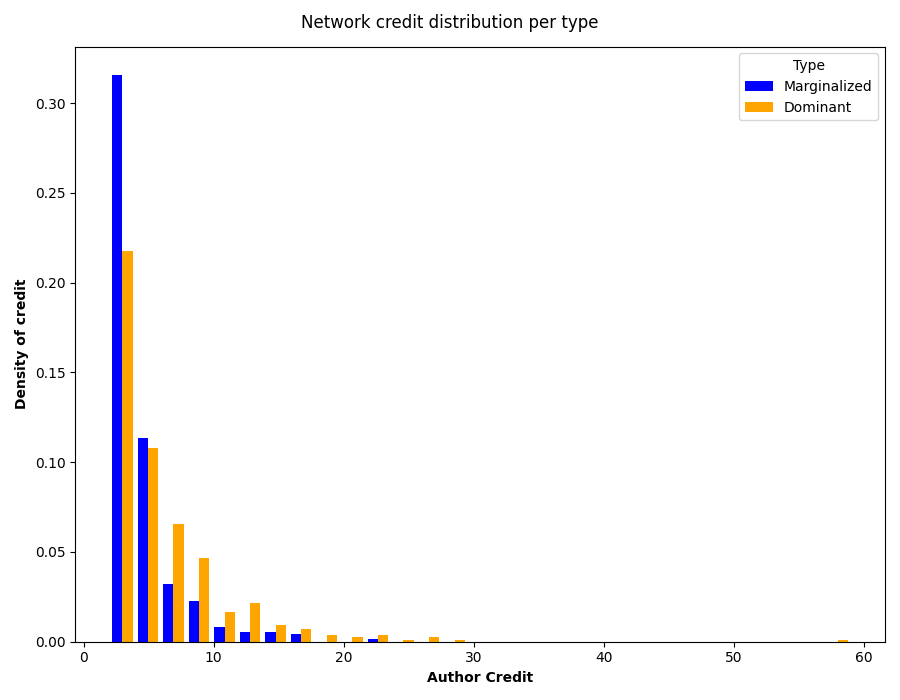 Network credit distribution per type
Type
Marginalized
Dominant
0.30
0.25
0.20
0.15
0.10
0.05
0.00
Density of credit
0 10 20 30 40 50 60
Author Credit